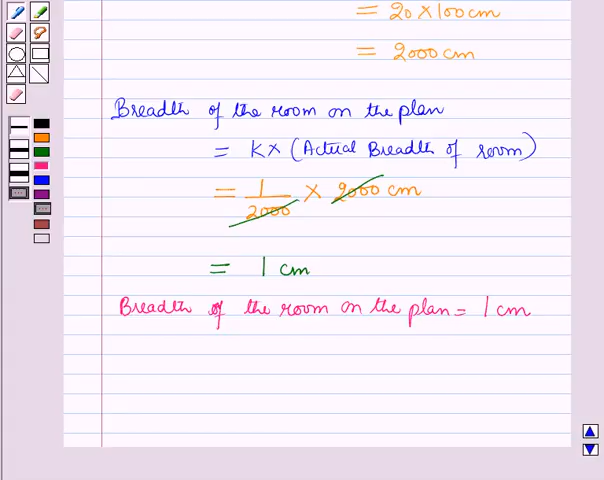 = 20 × 100 cm
= 2000 cm
Breadth of the room on the plan
= K × (Actual Breadth of room)
= 1/2000 × 2000 cm
= 1 cm
Breadth of the room on the plan = 1 cm